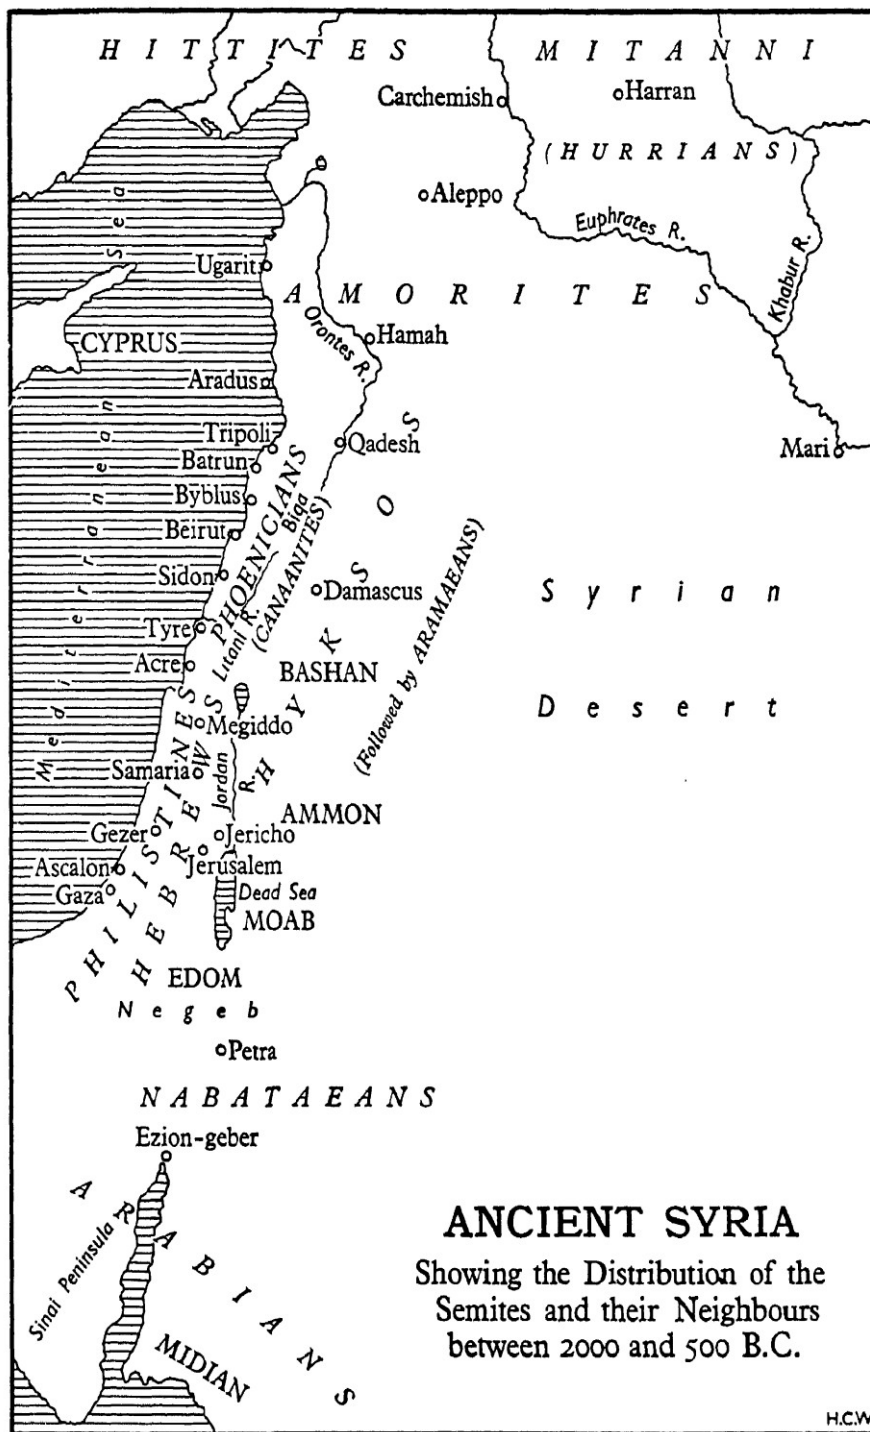 HITTITES
MITANNI
Carchemish
Harran
(HURRIANS)
Aleppo
Euphrates R.
Khabur R.
Mediterranean Sea
Ugarit
AMORITES
CYPRUS
Orontes R.
Hamah
Aradus
Tripoli
Qadesh
Mari
Batrun
Byblus
Beirut
PHOENICIANS
Biqa
(CANAANITES)
HYKSOS
(Followed by ARAMAEANS)
Sidon
Damascus
Syrian
Desert
Tyre
Litani R.
Acre
BASHAN
Megiddo
PHILISTINES
HEBREWS
Samaria
Jordan R.
AMMON
Gezer
Jericho
Ascalon
Jerusalem
Gaza
Dead Sea
MOAB
EDOM
Negeb
Petra
NABATAEANS
Ezion-geber
ARABIANS
Sinai Peninsula
MIDIAN
ANCIENT SYRIA
Showing the Distribution of the
Semites and their Neighbours
between 2000 and 500 B.C.
H.C.W